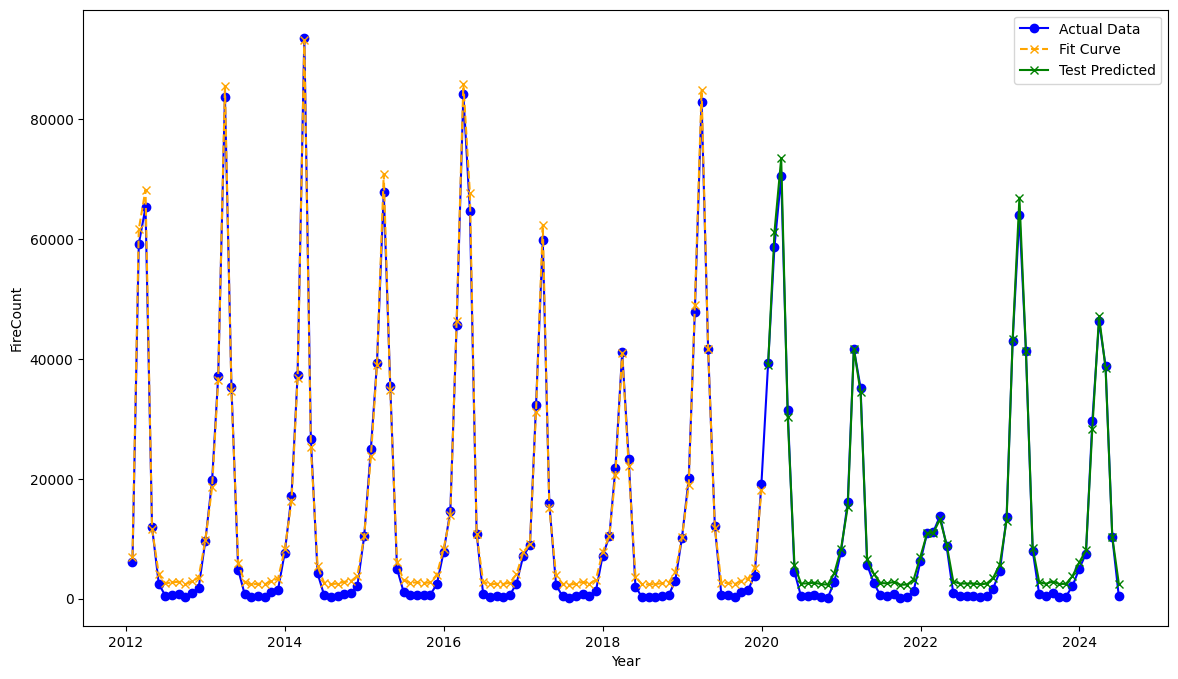 Actual Data
Fit Curve
Test Predicted
FireCount
80000
60000
40000
20000
0
2012 2014 2016 2018 2020 2022 2024
Year